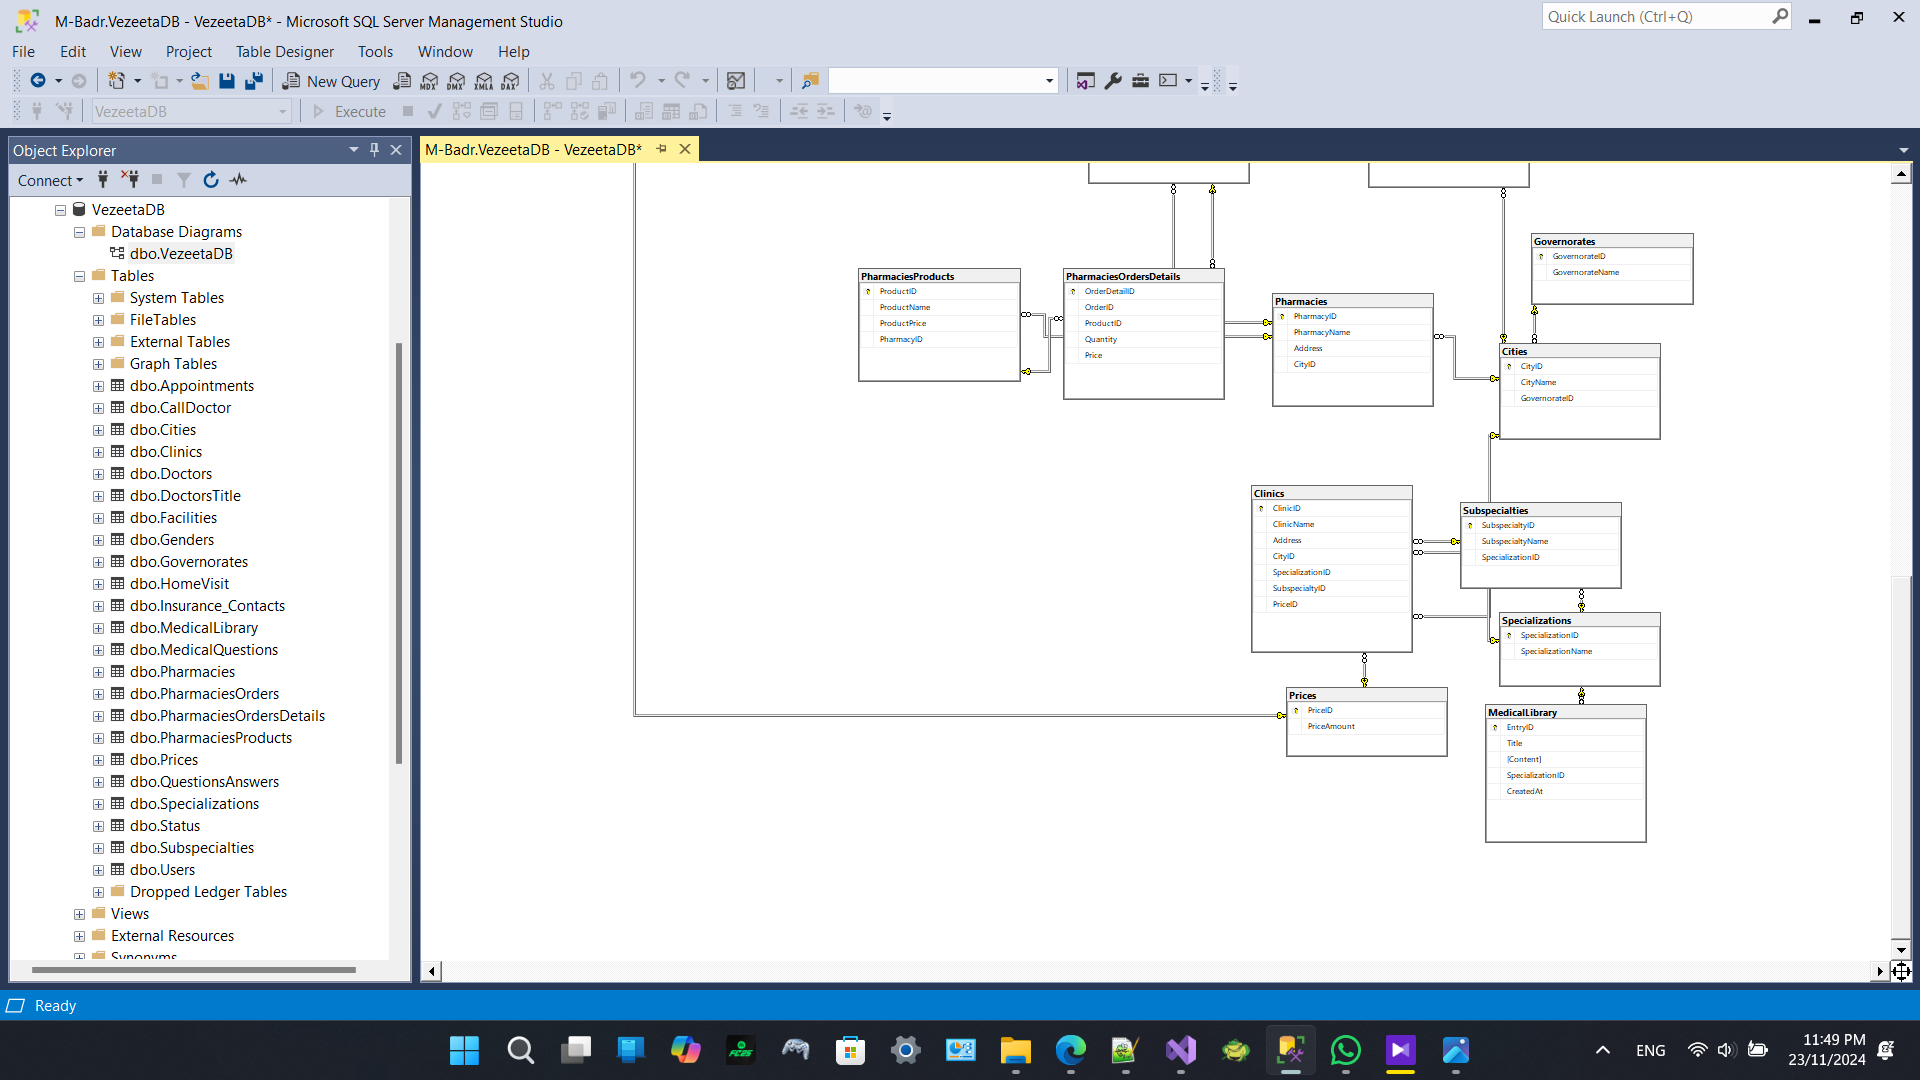 M-Badr.VezeetaDB - VezeetaDB* - Microsoft SQL Server Management Studio
Quick Launch (Ctrl+Q)
File Edit View Project Table Designer Tools Window Help
New Query
MDX DMX XMLA DAX
VezeetaDB
Execute
Object Explorer
Connect
VezeetaDB
Database Diagrams
dbo.VezeetaDB
Tables
System Tables
FileTables
External Tables
Graph Tables
dbo.Appointments
dbo.CallDoctor
dbo.Cities
dbo.Clinics
dbo.Doctors
dbo.DoctorsTitle
dbo.Facilities
dbo.Genders
dbo.Governorates
dbo.HomeVisit
dbo.Insurance_Contacts
dbo.MedicalLibrary
dbo.MedicalQuestions
dbo.Pharmacies
dbo.PharmaciesOrders
dbo.PharmaciesOrdersDetails
dbo.PharmaciesProducts
dbo.Prices
dbo.QuestionsAnswers
dbo.Specializations
dbo.Status
dbo.Subspecialties
dbo.Users
Dropped Ledger Tables
Views
External Resources
Synonyms
M-Badr.VezeetaDB - VezeetaDB*
PharmaciesProducts
ProductID
ProductName
ProductPrice
PharmacyID
PharmaciesOrdersDetails
OrderDetailID
OrderID
ProductID
Quantity
Price
Pharmacies
PharmacyID
PharmacyName
Address
CityID
Governorates
GovernorateID
GovernorateName
Cities
CityID
CityName
GovernorateID
Clinics
ClinicID
ClinicName
Address
CityID
SpecializationID
SubspecialtyID
PriceID
Subspecialties
SubspecialtyID
SubspecialtyName
SpecializationID
Specializations
SpecializationID
SpecializationName
Prices
PriceID
PriceAmount
MedicalLibrary
EntryID
Title
[Content]
SpecializationID
CreatedAt
Ready
FC25
ENG
11:49 PM
23/11/2024